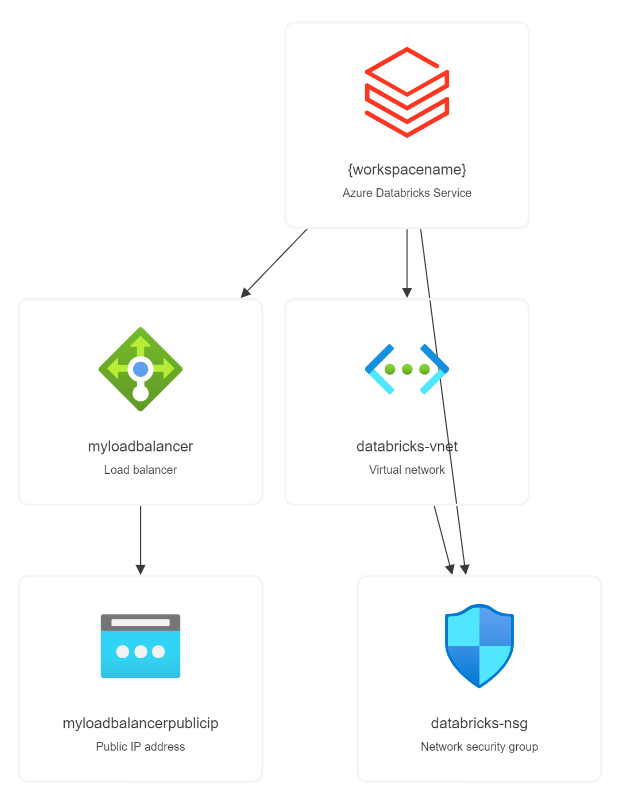 {workspacename}
Azure Databricks Service
myloadbalancer
Load balancer
databricks-vnet
Virtual network
myloadbalancerpublicip
Public IP address
databricks-nsg
Network security group